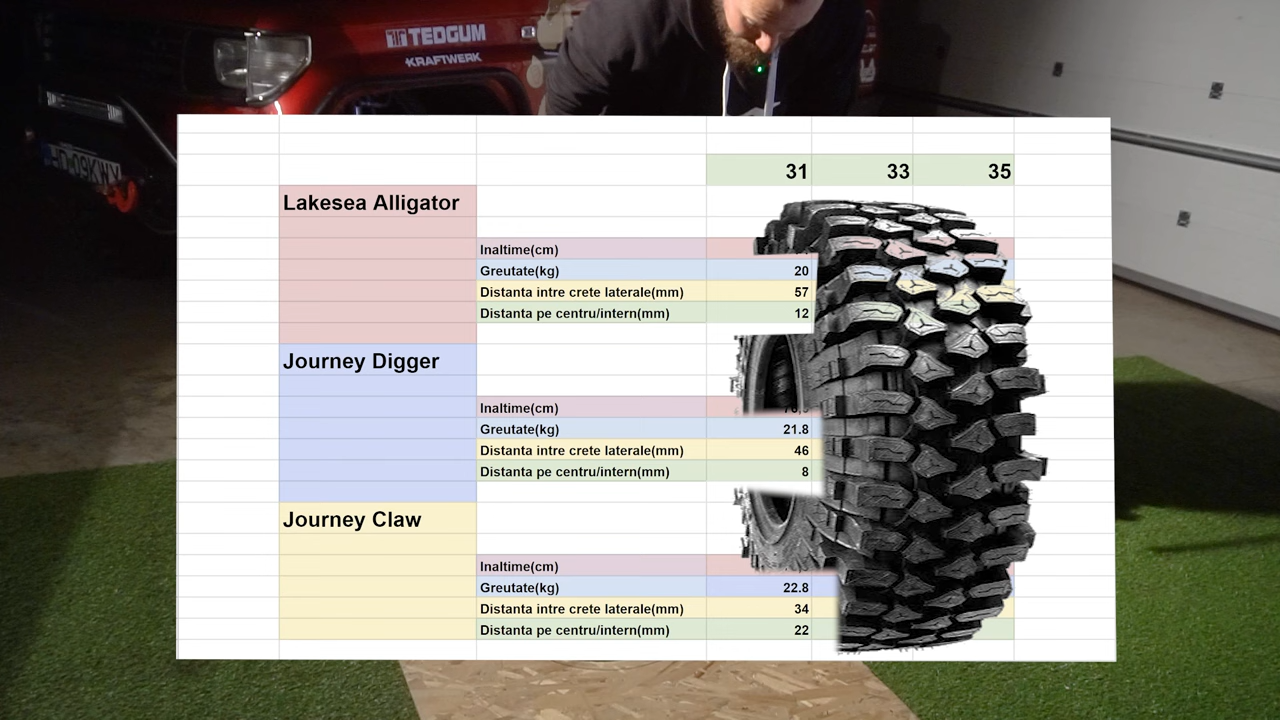 TEDGUM
KRAFTWERK
31 33 35
Lakesea Alligator
Inaltime(cm)
Greutate(kg) 20
Distanta intre crete laterale(mm) 57
Distanta pe centru/intern(mm) 12
Journey Digger
Inaltime(cm)
Greutate(kg) 21.8
Distanta intre crete laterale(mm) 46
Distanta pe centru/intern(mm) 8
Journey Claw
Inaltime(cm)
Greutate(kg) 22.8
Distanta intre crete laterale(mm) 34
Distanta pe centru/intern(mm) 22